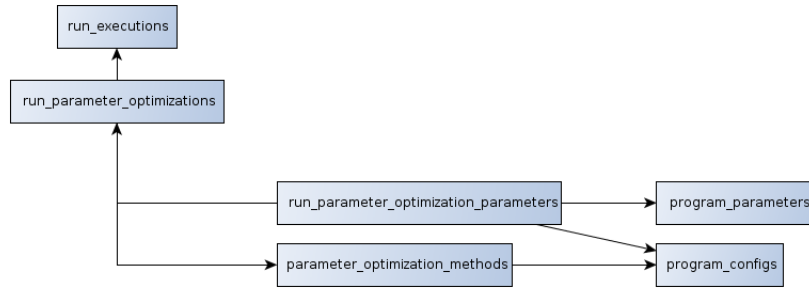 run_executions
run_parameter_optimizations
run_parameter_optimization_parameters
program_parameters
parameter_optimization_methods
program_configs